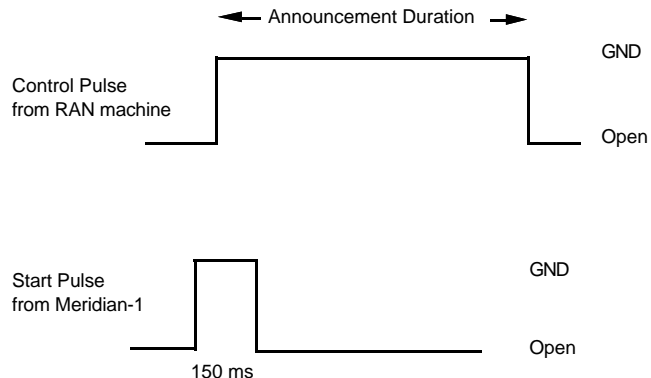 Announcement Duration
GND
Control Pulse
from RAN machine
Open
Start Pulse
from Meridian-1
GND
Open
150 ms